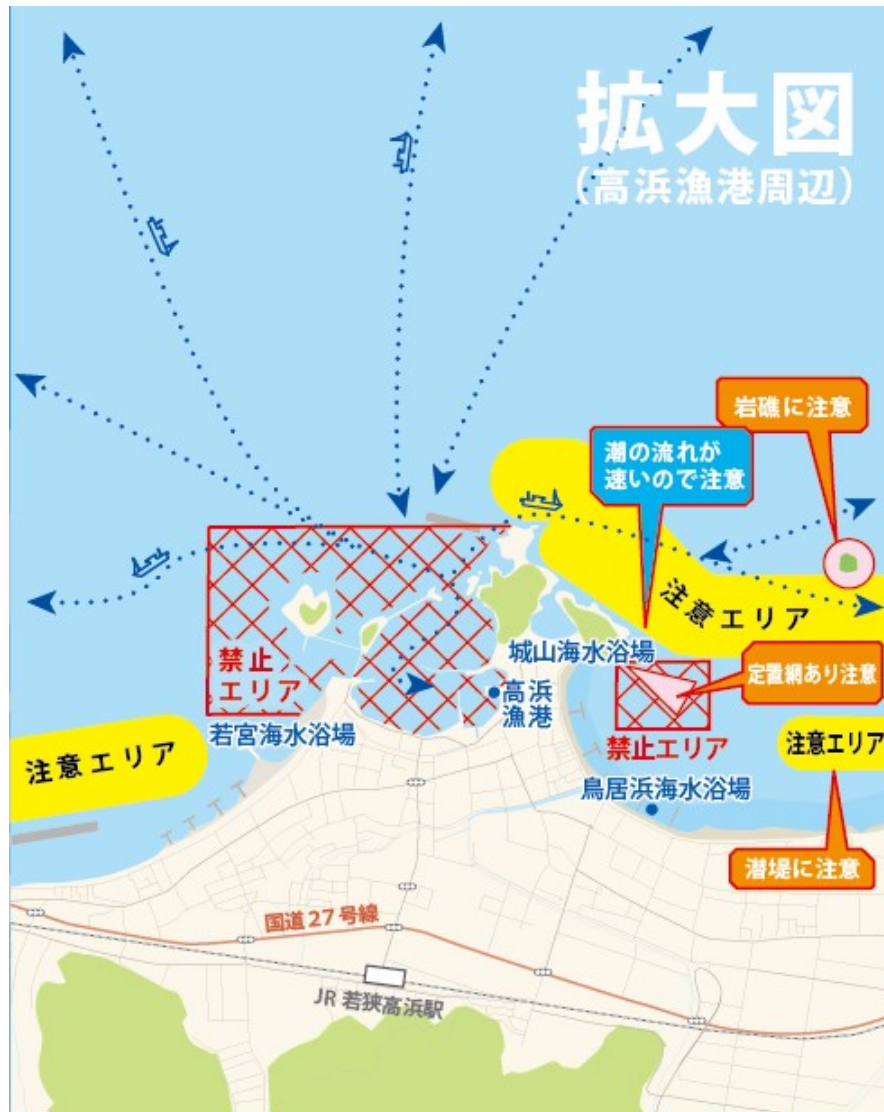 拡大図
(高浜漁港周辺)
岩礁に注意
潮の流れが
速いので注意
注意エリア
城山海水浴場
禁止
エリア
定置網あり注意
高浜
漁港
若宮海水浴場
禁止エリア
注意エリア
注意エリア
鳥居浜海水浴場
潜堤に注意
国道27号線
JR 若狭高浜駅